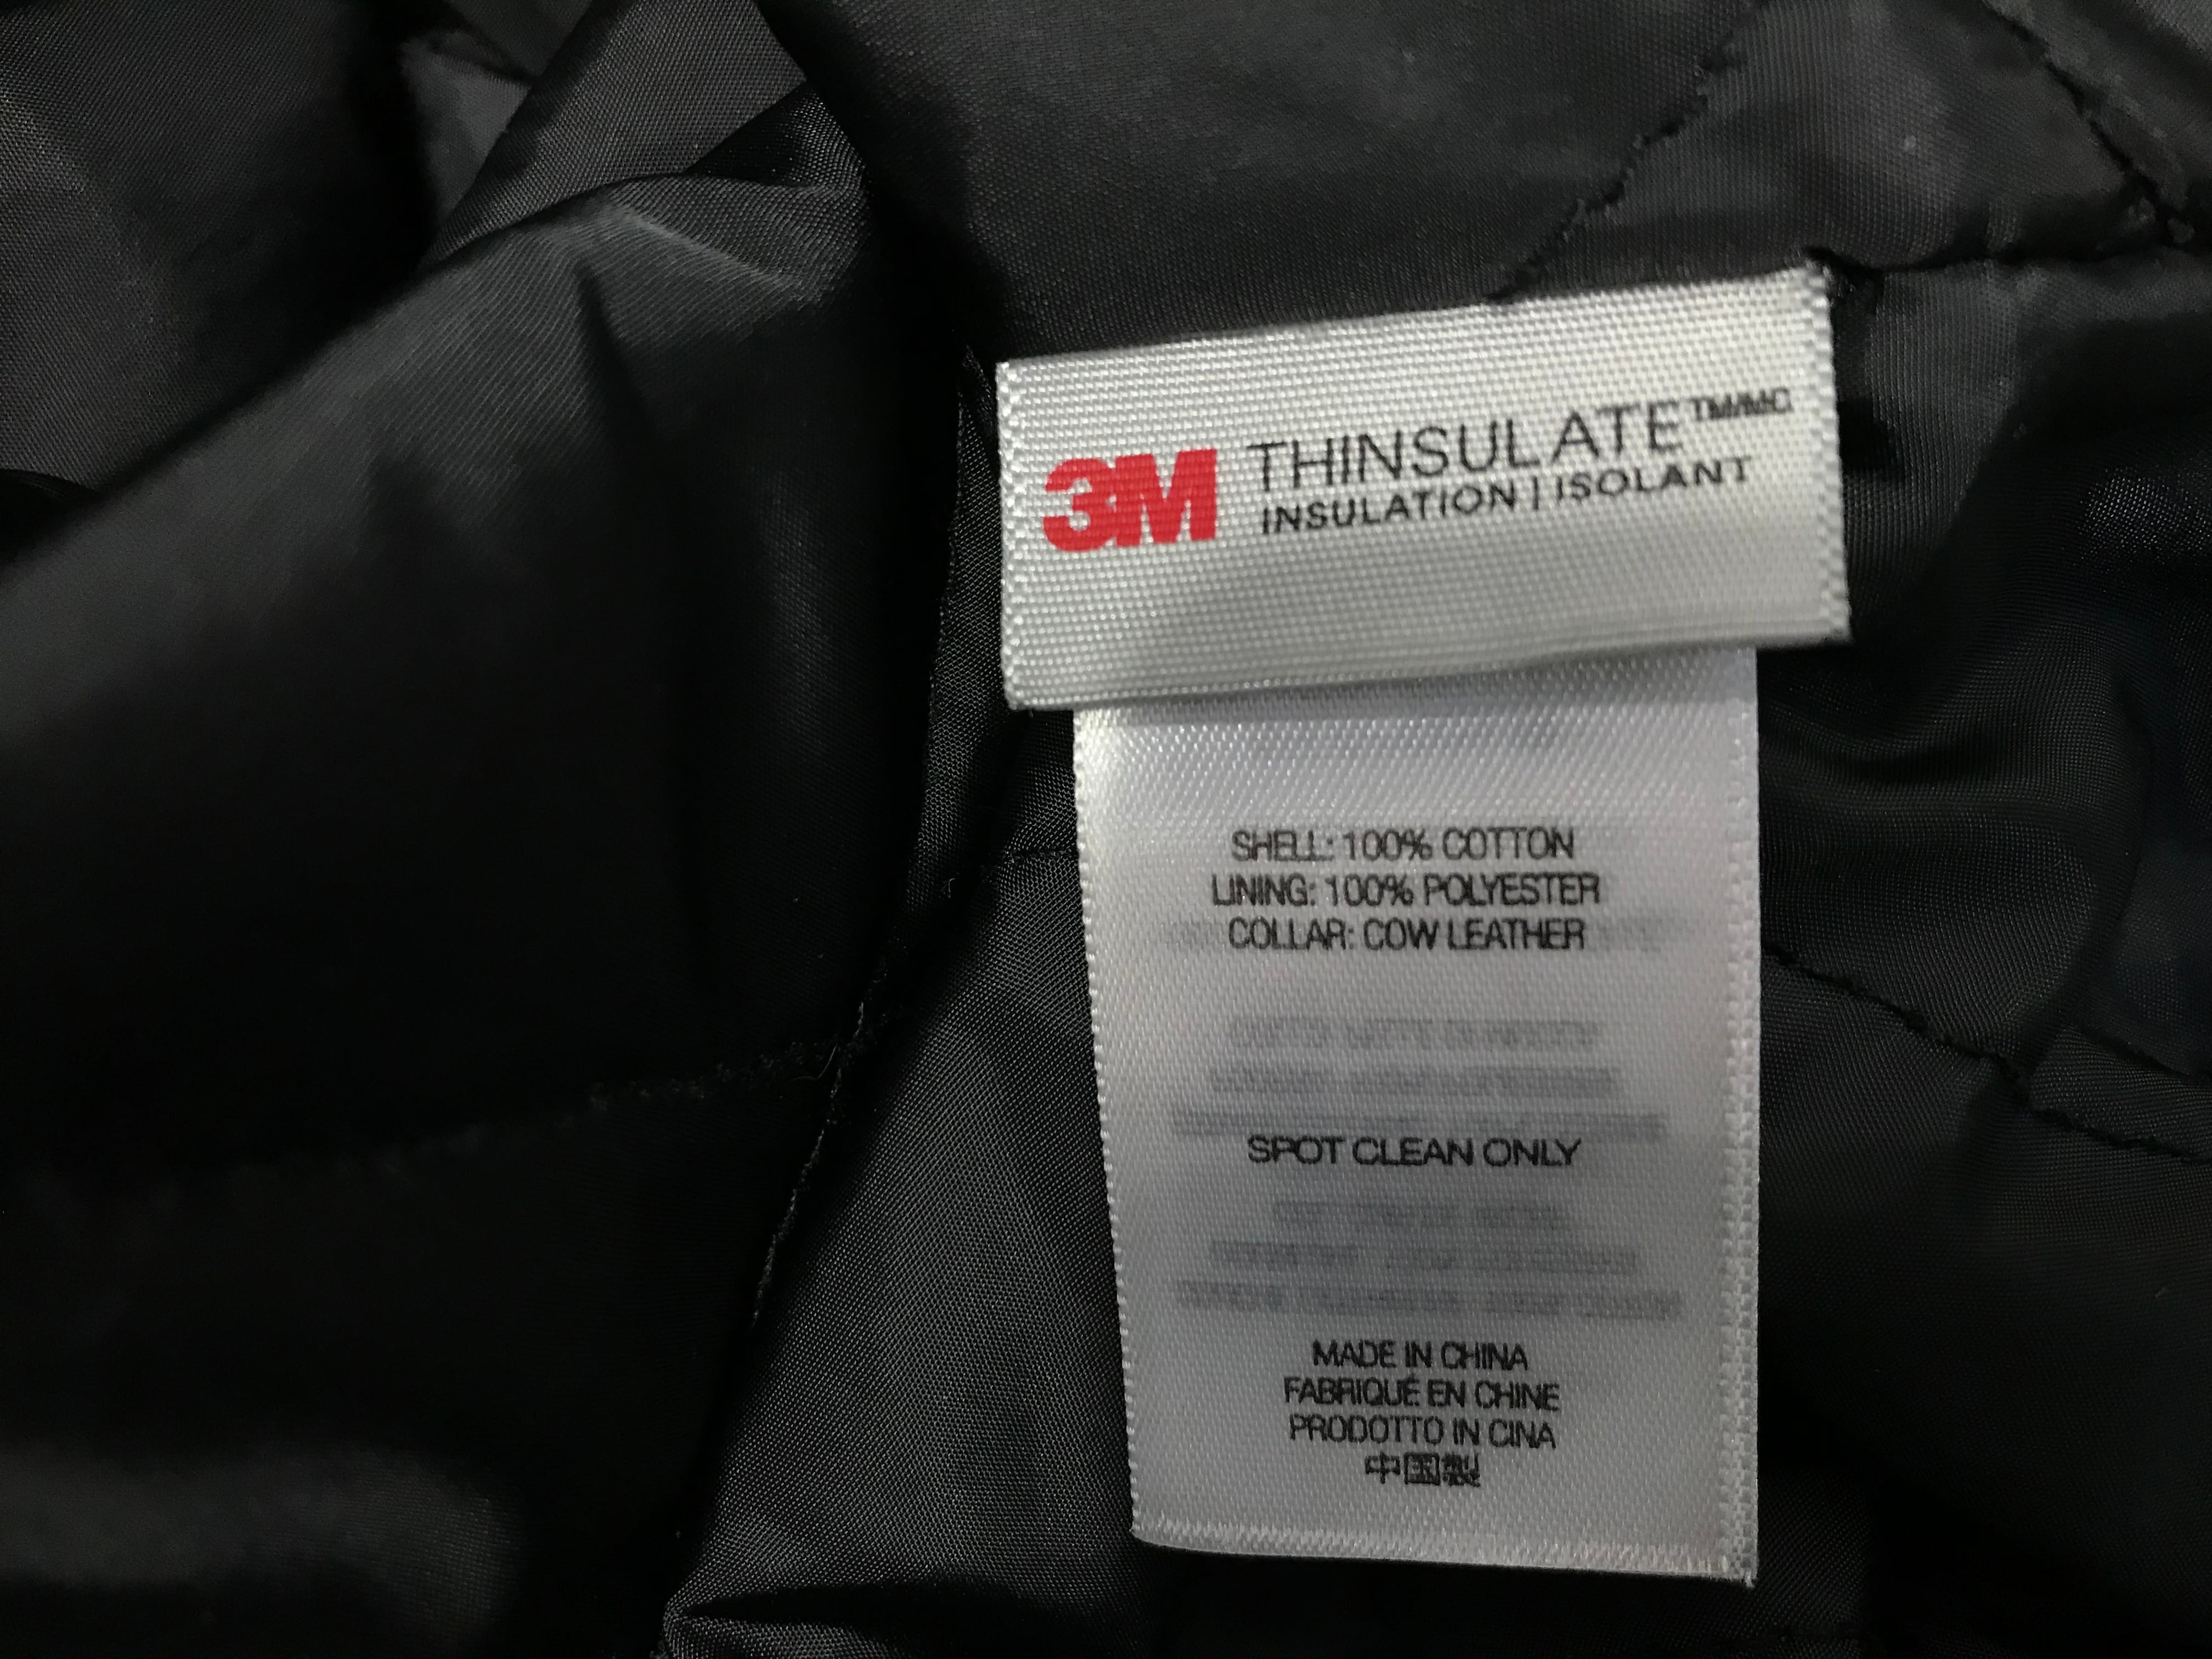 3M THINSULATE™/MC
INSULATION | ISOLANT
SHELL: 100% COTTON
LINING: 100% POLYESTER
COLLAR: COW LEATHER
SPOT CLEAN ONLY
MADE IN CHINA
FABRIQUÉ EN CHINE
PRODOTTO IN CINA
中国製